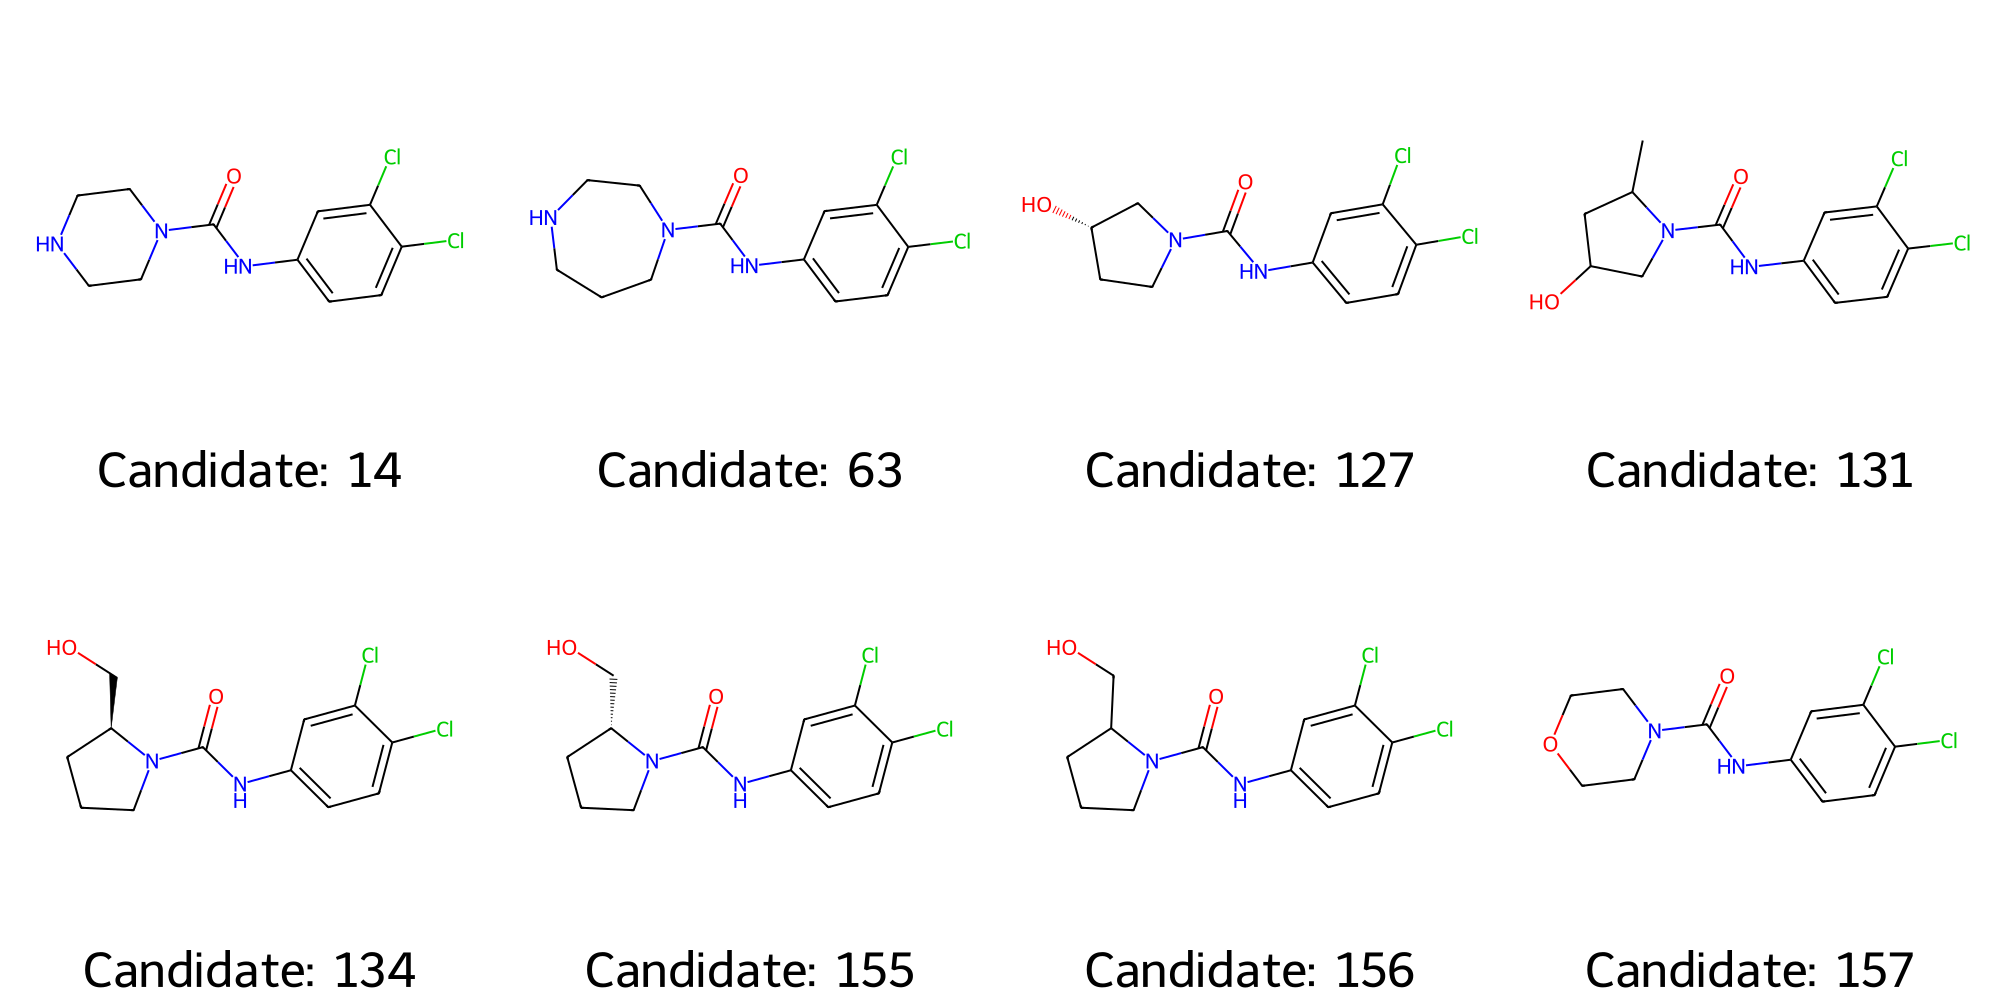 Cl
O
Cl
N
HN
HN
Candidate: 14
Cl
O
Cl
HN
N
HN
Candidate: 63
Cl
O
HO
Cl
N
HN
Candidate: 127
Cl
O
Cl
N
HN
HO
Candidate: 131
HO
Cl
O
Cl
N
N
H
Candidate: 134
HO
Cl
O
Cl
N
N
H
Candidate: 155
HO
Cl
O
Cl
N
N
H
Candidate: 156
Cl
O
N
O
Cl
HN
Candidate: 157